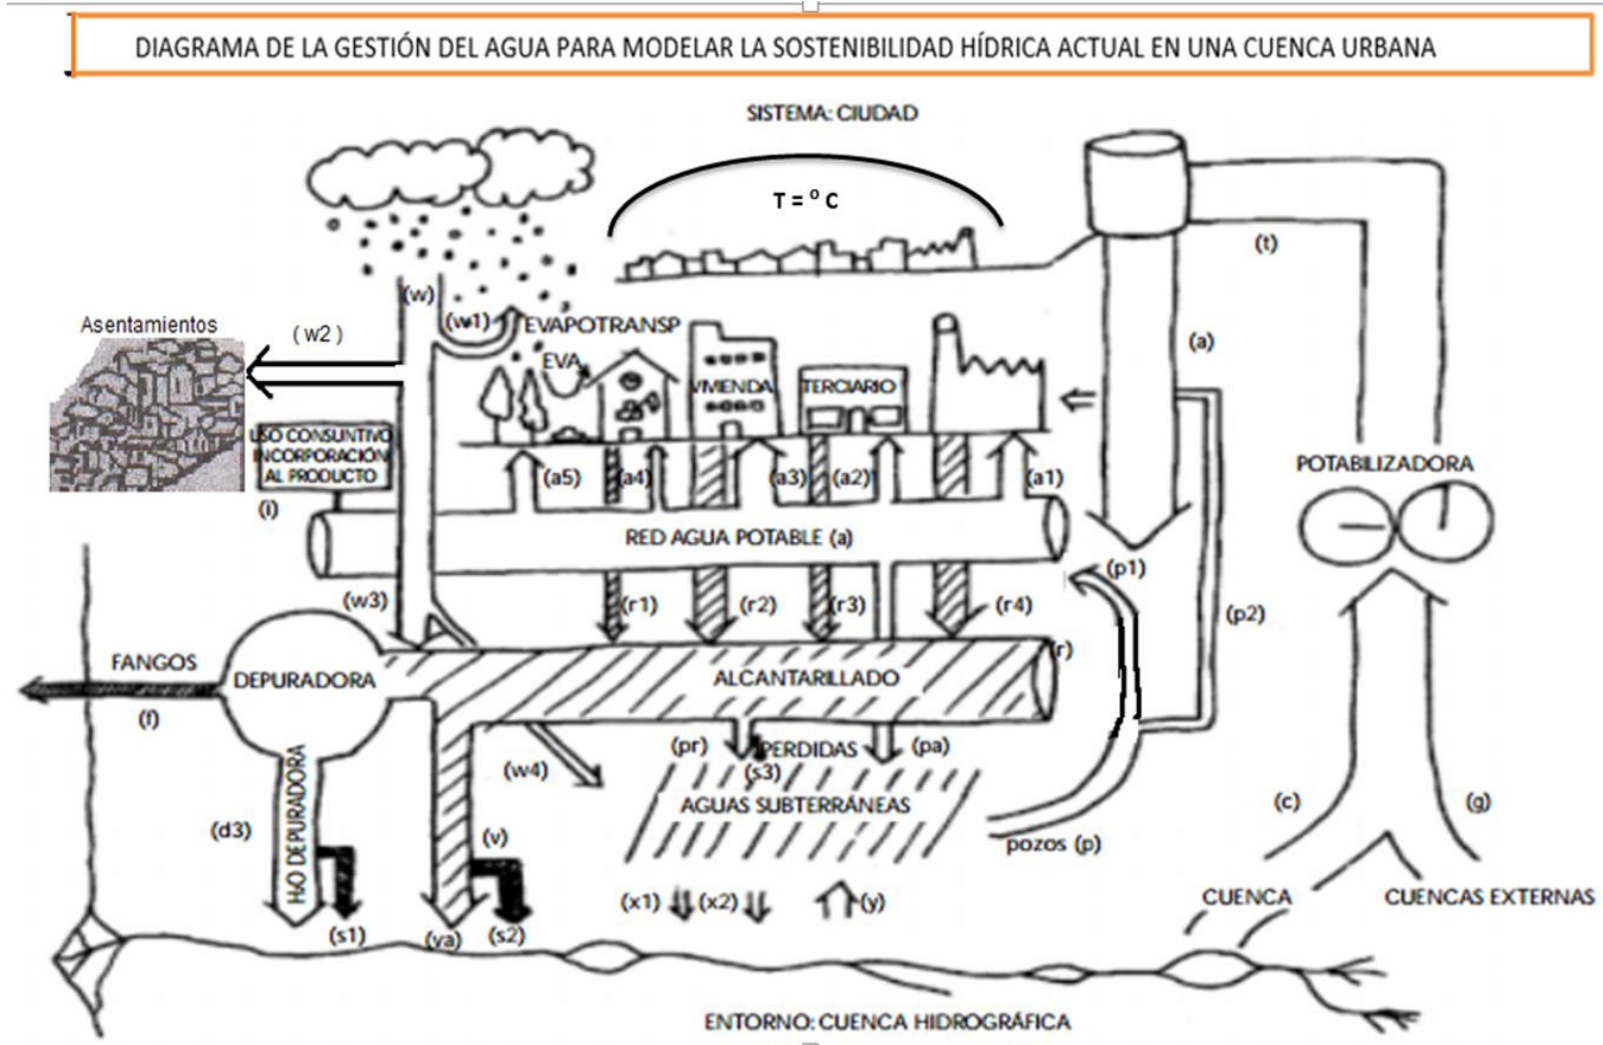 DIAGRAMA DE LA GESTIÓN DEL AGUA PARA MODELAR LA SOSTENIBILIDAD HÍDRICA ACTUAL EN UNA CUENCA URBANA
SISTEMA: CIUDAD
T = º C
(t)
(w)
(w1)
EVAPOTRANSP
Asentamientos
( w2 )
(a)
EVA
VIVIENDA
TERCIARIO
USO CONSUNTIVO
INCORPORACIÓN
AL PRODUCTO
(i)
(a5)
(a4)
(a3)
(a2)
(a1)
POTABILIZADORA
RED AGUA POTABLE (a)
(p1)
(w3)
(r1)
(r2)
(r3)
(r4)
(p2)
FANGOS
(f)
DEPURADORA
ALCANTARILLADO
(r)
(pr)
PERDIDAS
(pa)
(w4)
(s3)
AGUAS SUBTERRÁNEAS
(c)
(g)
(d3)
H2O DEPURADORA
(v)
pozos (p)
(x1)
(x2)
(y)
CUENCA
CUENCAS EXTERNAS
(s1)
(va)
(s2)
ENTORNO: CUENCA HIDROGRÁFICA